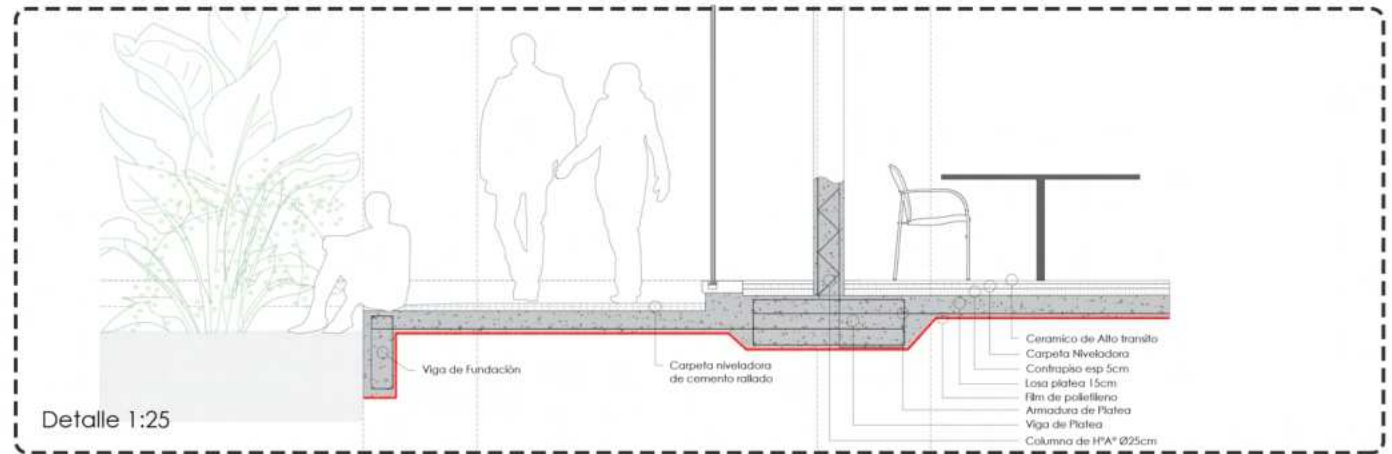 Ceramico de Alto transito
Carpeta Niveladora
Viga de Fundación
Carpeta niveladora
de cemento rallado
Contrapiso esp 5cm
Losa platea 15cm
Film de polietileno
Armadura de Platea
Viga de Platea
Columna de HºAº Ø25cm
Detalle 1:25